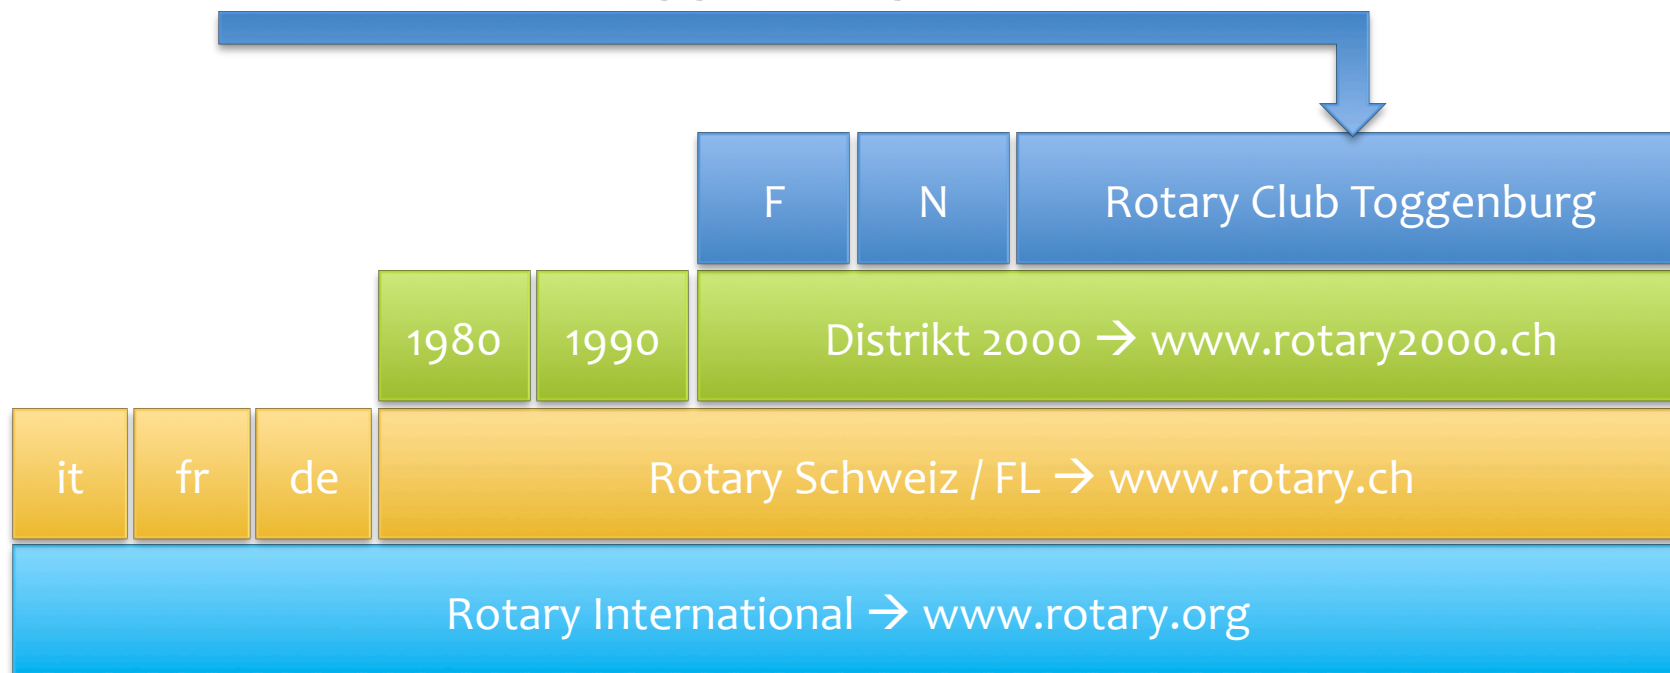 F N Rotary Club Toggenburg
1980 1990 Distrikt 2000 → www.rotary2000.ch
it fr de Rotary Schweiz / FL → www.rotary.ch
Rotary International → www.rotary.org